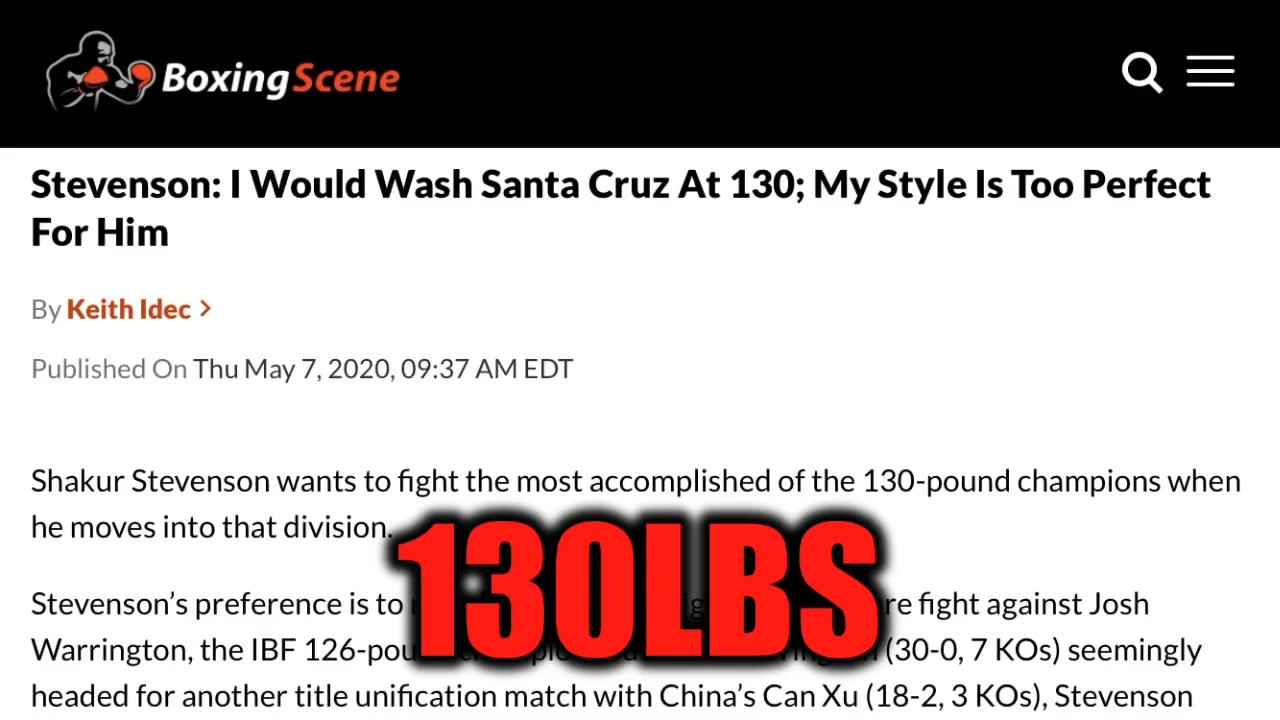 BoxingScene
Stevenson: I Would Wash Santa Cruz At 130; My Style Is Too Perfect
For Him
By Keith Idec >
Published On Thu May 7, 2020, 09:37 AM EDT
Shakur Stevenson wants to fight the most accomplished of the 130-pound champions when
he moves into that division.
130LBS
Stevenson’s preference is to re fight against Josh
Warrington, the IBF 126-pou (30-0, 7 KOs) seemingly
headed for another title unification match with China’s Can Xu (18-2, 3 KOs), Stevenson